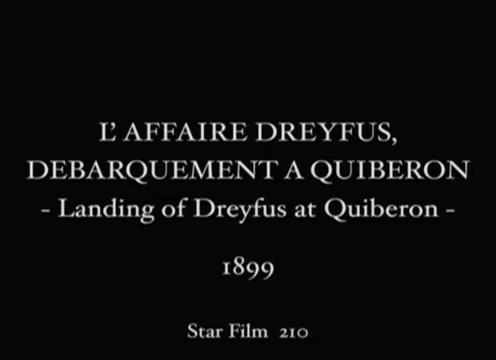 L' AFFAIRE DREYFUS,
DEBARQUEMENT A QUIBERON
- Landing of Dreyfus at Quiberon -
1899
Star Film 210